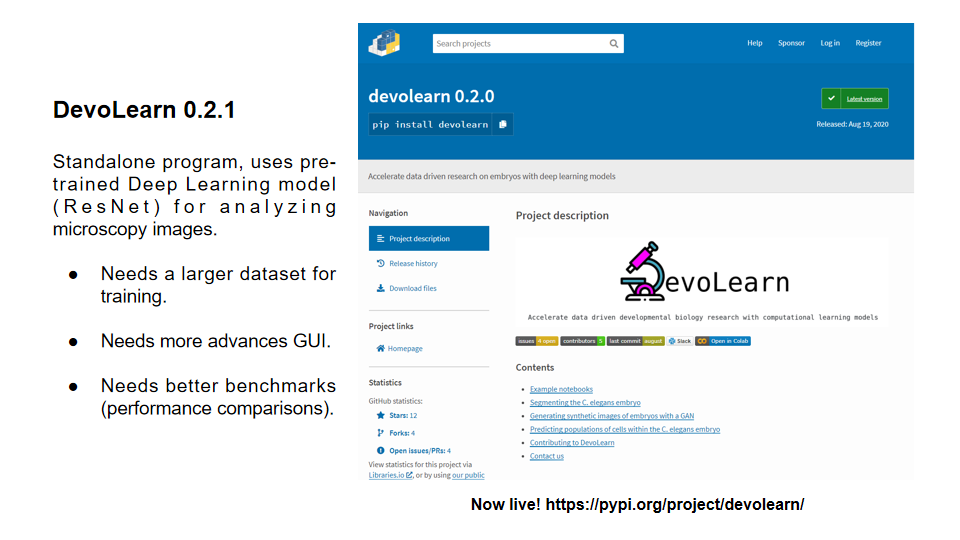 DevoLearn 0.2.1
Standalone program, uses pre-
trained Deep Learning model
(ResNet) for analyzing
microscopy images.
● Needs a larger dataset for
training.
● Needs more advances GUI.
● Needs better benchmarks
(performance comparisons).
Search projects
Help Sponsor Log in Register
devolearn 0.2.0
pip install devolearn
Latest version
Released: Aug 19, 2020
Accelerate data driven research on embryos with deep learning models
Navigation
Project description
Release history
Download files
Project links
Homepage
Statistics
GitHub statistics:
Stars: 12
Forks: 4
Open issues/PRs: 4
View statistics for this project via
Libraries.io, or by using our public
Project description
evoLearn
Accelerate data driven developmental biology research with computational learning models
issues 4 open contributors 5 last commit august Slack Open in Colab
Contents
• Example notebooks
• Segmenting the C. elegans embryo
• Generating synthetic images of embryos with a GAN
• Predicting populations of cells within the C. elegans embryo
• Contributing to DevoLearn
• Contact us
Now live! https://pypi.org/project/devolearn/